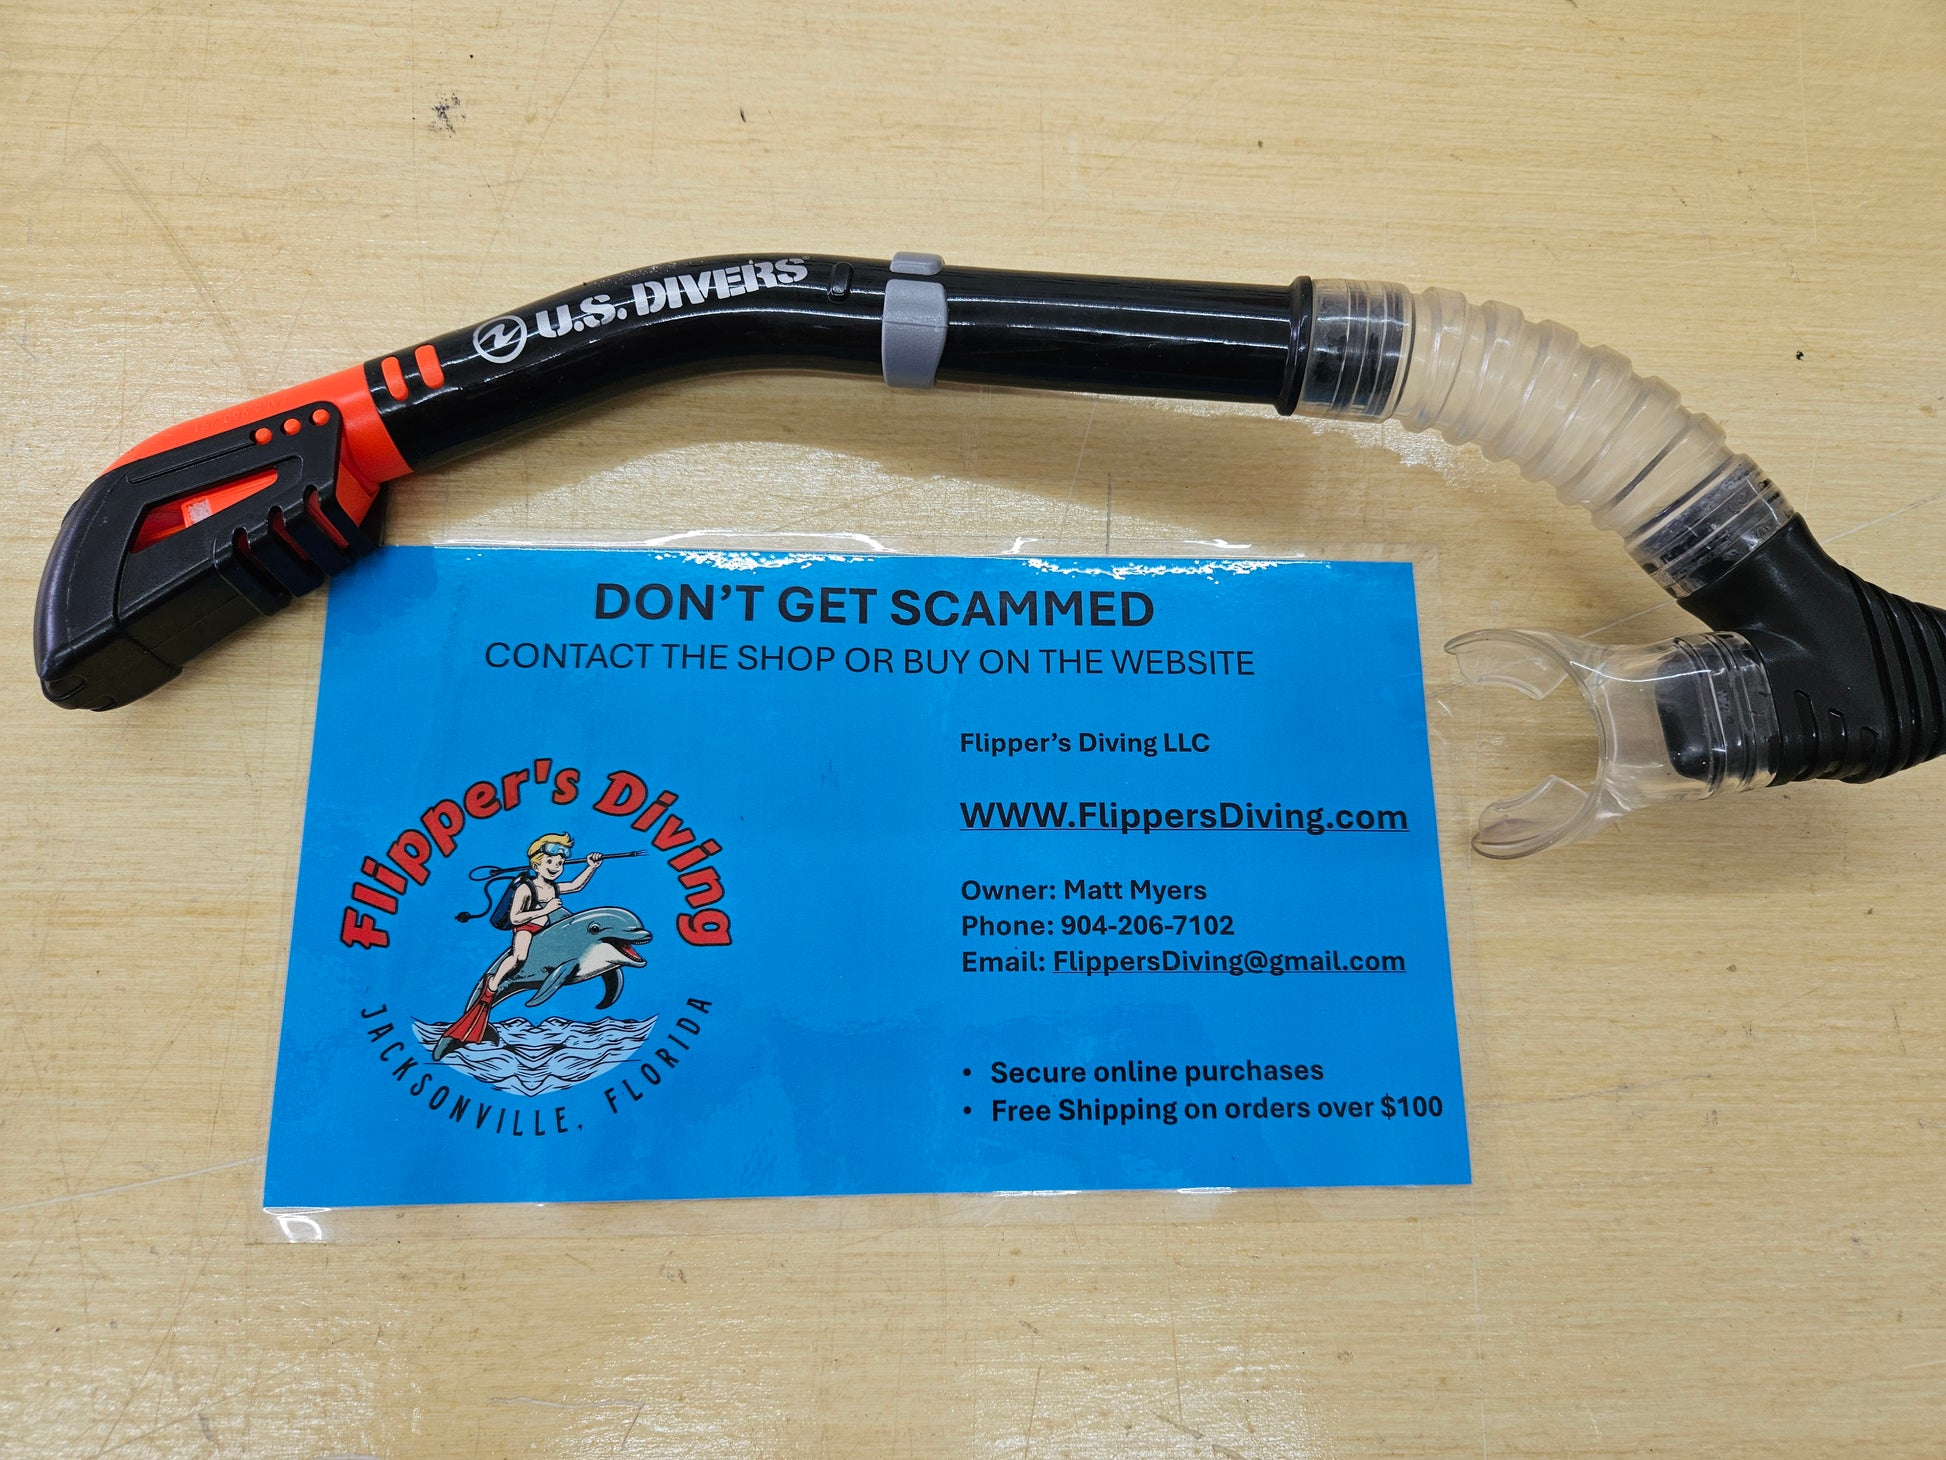 U.S. DIVERS
DON'T GET SCAMMED
CONTACT THE SHOP OR BUY ON THE WEBSITE
Flipper's Diving
JACKSONVILLE, FLORIDA
Flipper's Diving LLC
WWW.FlippersDiving.com
Owner: Matt Myers
Phone: 904-206-7102
Email: FlippersDiving@gmail.com
• Secure online purchases
• Free Shipping on orders over $100